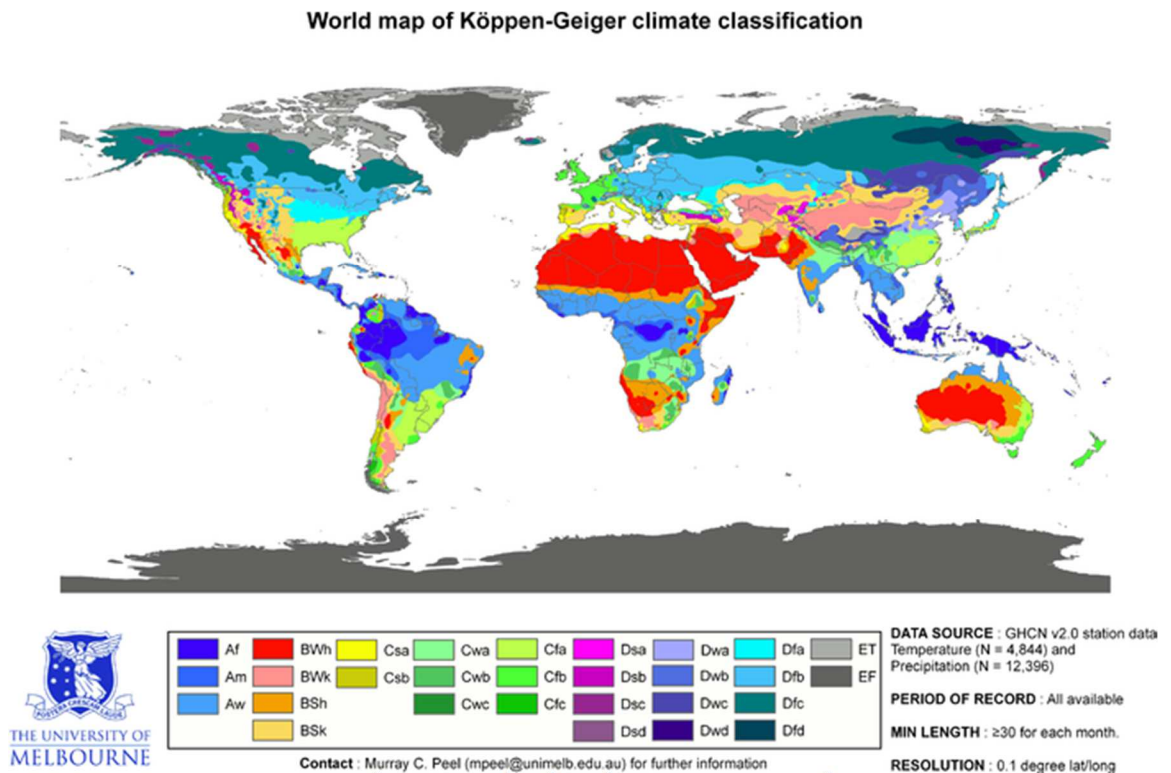 World map of Köppen-Geiger climate classification
Af
Am
Aw
BWh
BWk
BSh
BSk
Csa
Csb
Cwa
Cwb
Cwc
Cfa
Cfb
Cfc
Dsa
Dsb
Dsc
Dsd
Dwa
Dwb
Dwc
Dwd
Dfa
Dfb
Dfc
Dfd
ET
EF
DATA SOURCE : GHCN v2.0 station data
Temperature (N = 4,844) and
Precipitation (N = 12,396)
PERIOD OF RECORD : All available
MIN LENGTH : ≥30 for each month.
RESOLUTION : 0.1 degree lat/long
THE UNIVERSITY OF
MELBOURNE
Contact : Murray C. Peel (mpeel@unimelb.edu.au) for further information